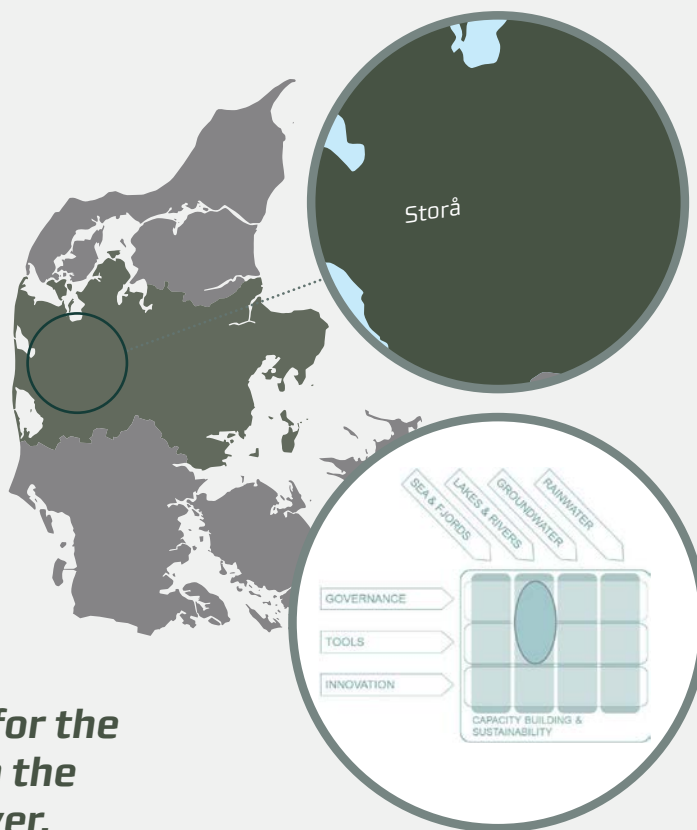 Storå
SEA & FJORDS
LAKES & RIVERS
GROUNDWATER
RAINWATER
GOVERNANCE
TOOLS
INNOVATION
CAPACITY BUILDING &
SUSTAINABILITY
for the
the